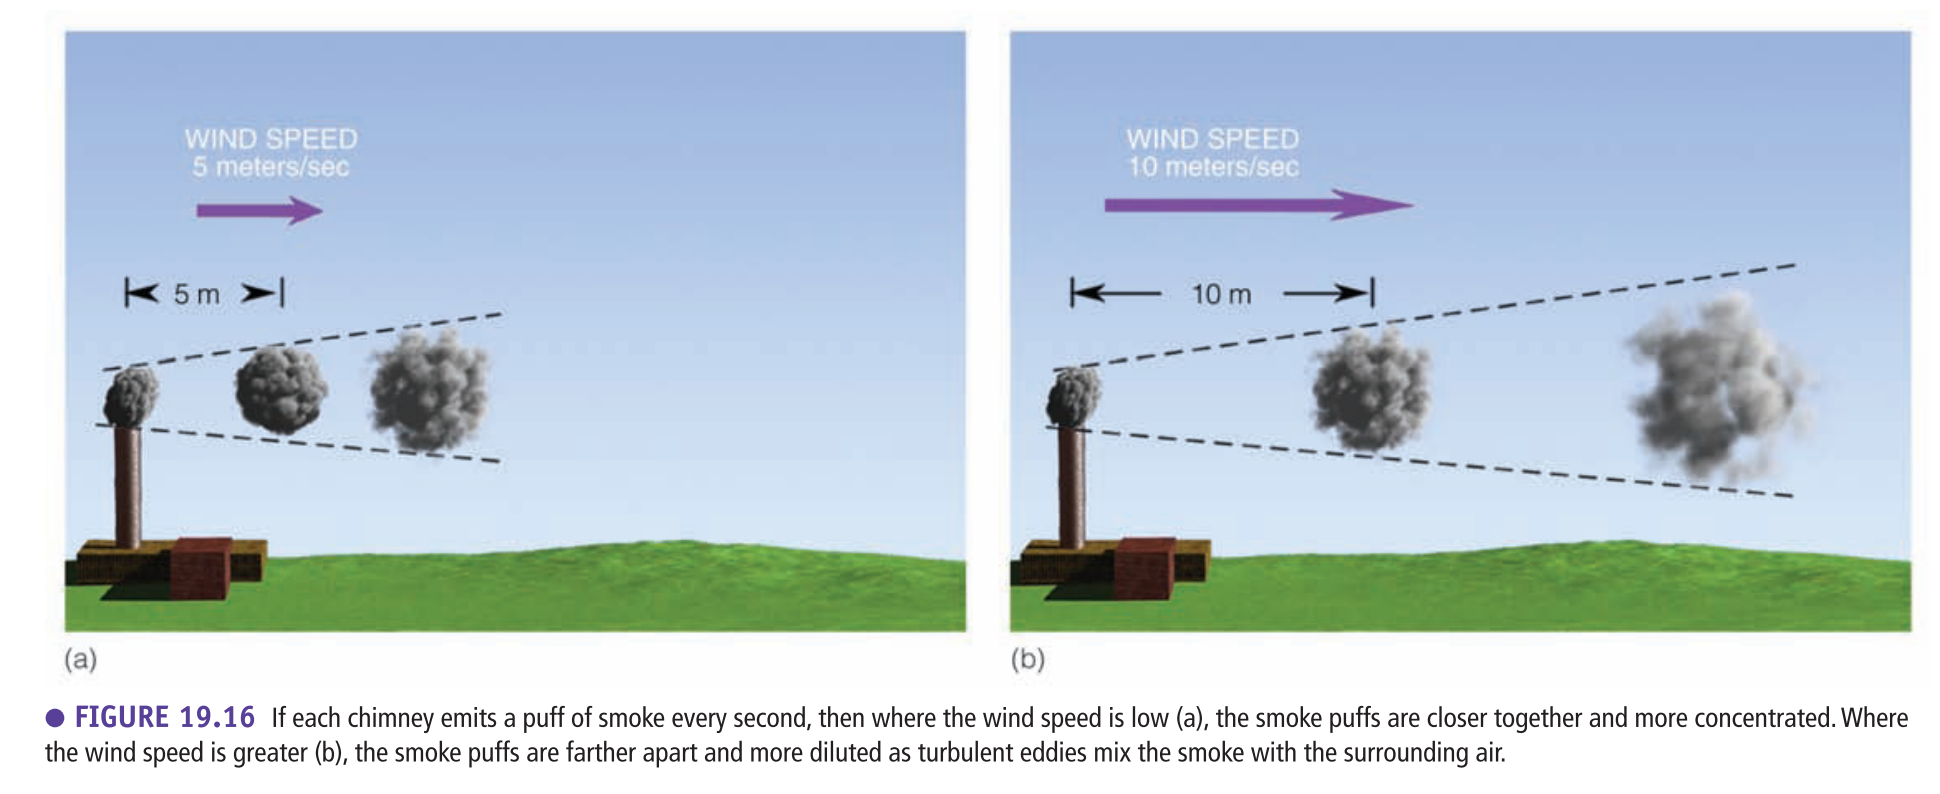 WIND SPEED
5 meters/sec
5 m
(a)
WIND SPEED
10 meters/sec
10 m
(b)
● FIGURE 19.16 If each chimney emits a puff of smoke every second, then where the wind speed is low (a), the smoke puffs are closer together and more concentrated. Where
the wind speed is greater (b), the smoke puffs are farther apart and more diluted as turbulent eddies mix the smoke with the surrounding air.